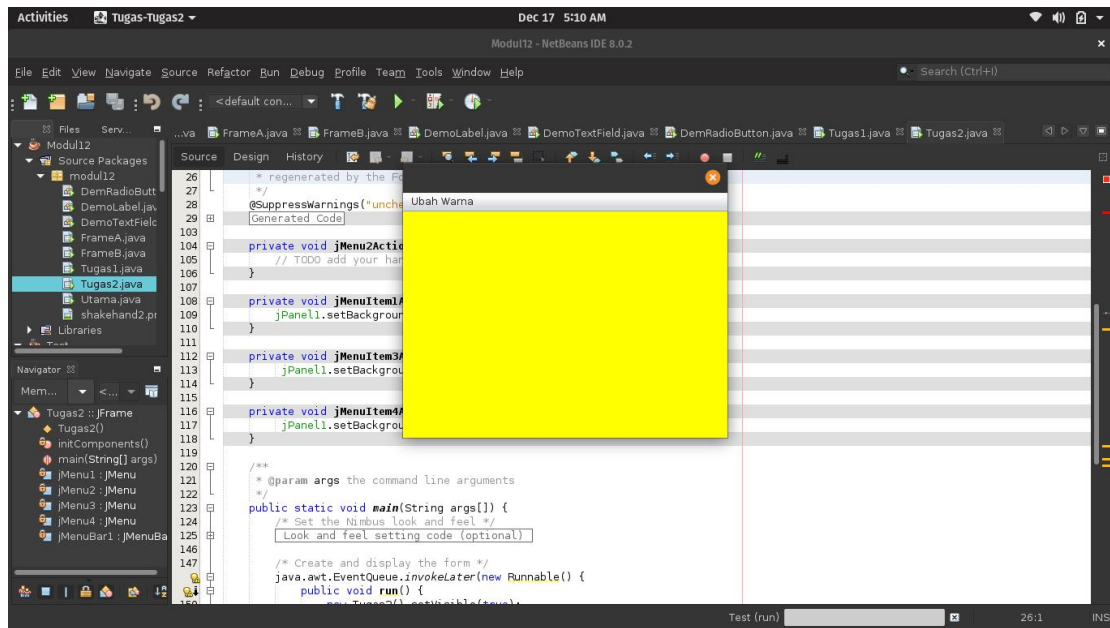 Activities Tugas-Tugas2 Dec 17 5:10 AM
Modul12 - NetBeans IDE 8.0.2
File Edit View Navigate Source Refactor Run Debug Profile Team Tools Window Help Search (Ctrl+I)
<default con...
Files Serv... ...va FrameA.java FrameB.java DemoLabel.java DemoTextField.java DemRadioButton.java Tugas1.java Tugas2.java
Modul12
Source Packages
modul12
DemRadioButt
DemoLabel.jav
DemoTextField
FrameA.java
FrameB.java
Tugas1.java
Tugas2.java
Utama.java
shakehand2.pr
Libraries
Test
Navigator
Mem... <...
Tugas2 :: JFrame
Tugas2()
initComponents()
main(String[] args)
jMenu1 : JMenu
jMenu2 : JMenu
jMenu3 : JMenu
jMenu4 : JMenu
jMenuBar1 : JMenuBa
Source Design History
26 * regenerated by the Fo
27 */
28 @SuppressWarnings("unche
29 Generated Code
103
104 private void jMenu2Actio
105 // TODO add your han
106 }
107
108 private void jMenuItem1A
109 jPanel1.setBackgroun
110 }
111
112 private void jMenuItem3A
113 jPanel1.setBackgrou
114 }
115
116 private void jMenuItem4A
117 jPanel1.setBackgrou
118 }
119
120 /**
121 * @param args the command line arguments
122 */
123 public static void main(String args[]) {
124 /* Set the Nimbus look and feel */
125 Look and feel setting code (optional)
146
147 /* Create and display the form */
java.awt.EventQueue.invokeLater(new Runnable() {
public void run() {
150 new Tugas2().setVisible(true);
Ubah Warna
Test (run) 26:1 INS